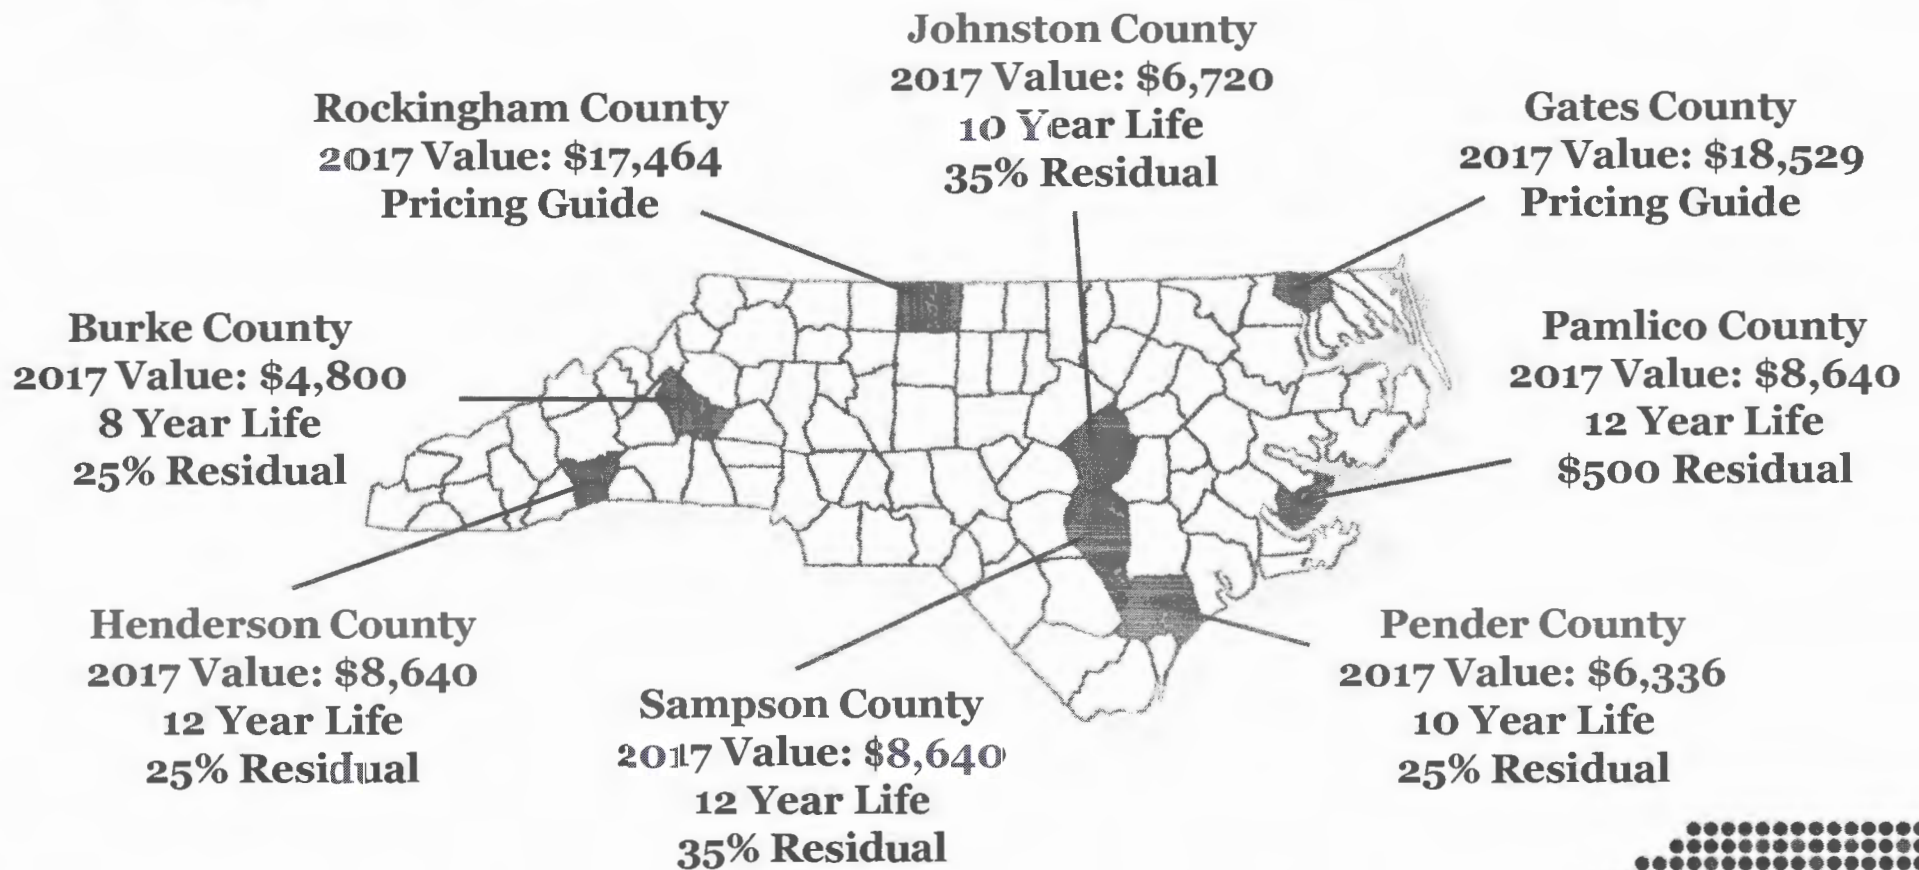 Johnston County
2017 Value: $6,720
10 Year Life
35% Residual
Rockingham County
2017 Value: $17,464
Pricing Guide
Gates County
2017 Value: $18,529
Pricing Guide
Burke County
2017 Value: $4,800
8 Year Life
25% Residual
Pamlico County
2017 Value: $8,640
12 Year Life
$500 Residual
Henderson County
2017 Value: $8,640
12 Year Life
25% Residual
Sampson County
2017 Value: $8,640
12 Year Life
35% Residual
Pender County
2017 Value: $6,336
10 Year Life
25% Residual